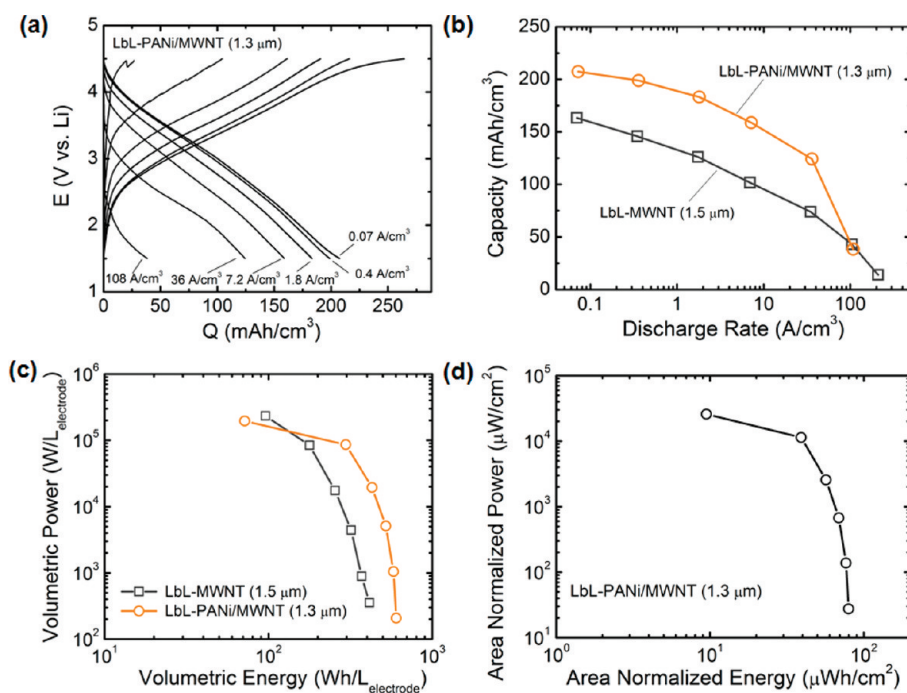 (a)
LbL-PANi/MWNT (1.3 μm)
5
4
3
2
1
E (V vs. Li)
0.07 A/cm³
108 A/cm³ 36 A/cm³ 7.2 A/cm³ 1.8 A/cm³ 0.4 A/cm³
0 50 100 150 200 250
Q (mAh/cm³)
(b)
250
200
150
100
50
0
Capacity (mAh/cm³)
LbL-PANi/MWNT (1.3 μm)
LbL-MWNT (1.5 μm)
0.1 1 10 100
Discharge Rate (A/cm³)
(c)
10⁶
10⁵
10⁴
10³
10²
Volumetric Power (W/L_electrode)
LbL-MWNT (1.5 μm)
LbL-PANi/MWNT (1.3 μm)
10¹ 10² 10³
Volumetric Energy (Wh/L_electrode)
(d)
10⁵
10⁴
10³
10²
10¹
Area Normalized Power (μW/cm²)
LbL-PANi/MWNT (1.3 μm)
10⁰ 10¹ 10²
Area Normalized Energy (μWh/cm²)